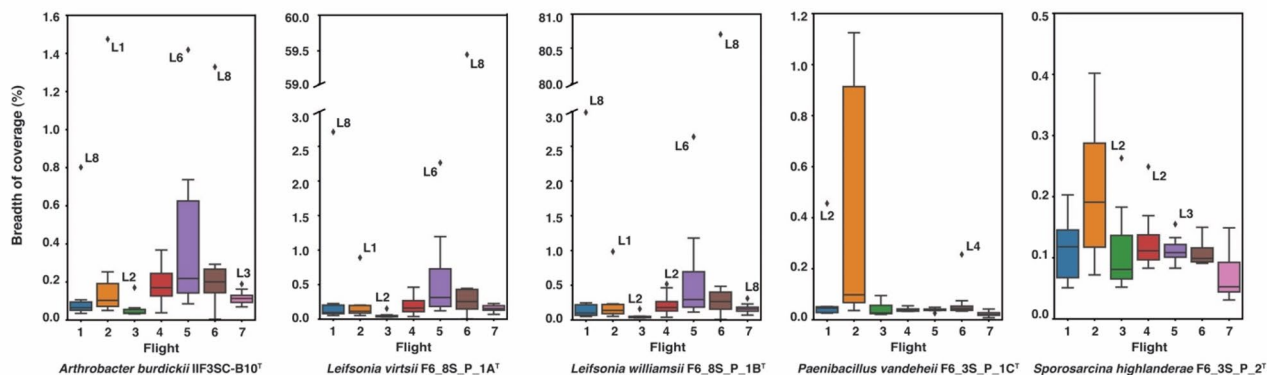 Breadth of coverage (%)
1.6
1.4
1.2
1.0
0.8
0.6
0.4
0.2
0.0
L8
L1
L2
L6
L8
L3
1 2 3 4 5 6 7
Flight
Arthrobacter burdickii IIF3SC-B10ᵀ
60.0
59.5
59.0
3.0
2.5
2.0
1.5
1.0
0.5
0.0
L8
L1
L2
L6
L8
1 2 3 4 5 6 7
Flight
Leifsonia virtsii F6_8S_P_1Aᵀ
81.0
80.5
80.0
3.0
2.5
2.0
1.5
1.0
0.5
0.0
L8
L1
L2
L2
L6
L8
L8
1 2 3 4 5 6 7
Flight
Leifsonia williamsii F6_8S_P_1Bᵀ
1.2
1.0
0.8
0.6
0.4
0.2
0.0
L2
L4
1 2 3 4 5 6 7
Flight
Paenibacillus vandeheii F6_3S_P_1Cᵀ
0.5
0.4
0.3
0.2
0.1
0.0
L2
L2
L3
1 2 3 4 5 6 7
Flight
Sporosarcina highlanderae F6_3S_P_2ᵀ